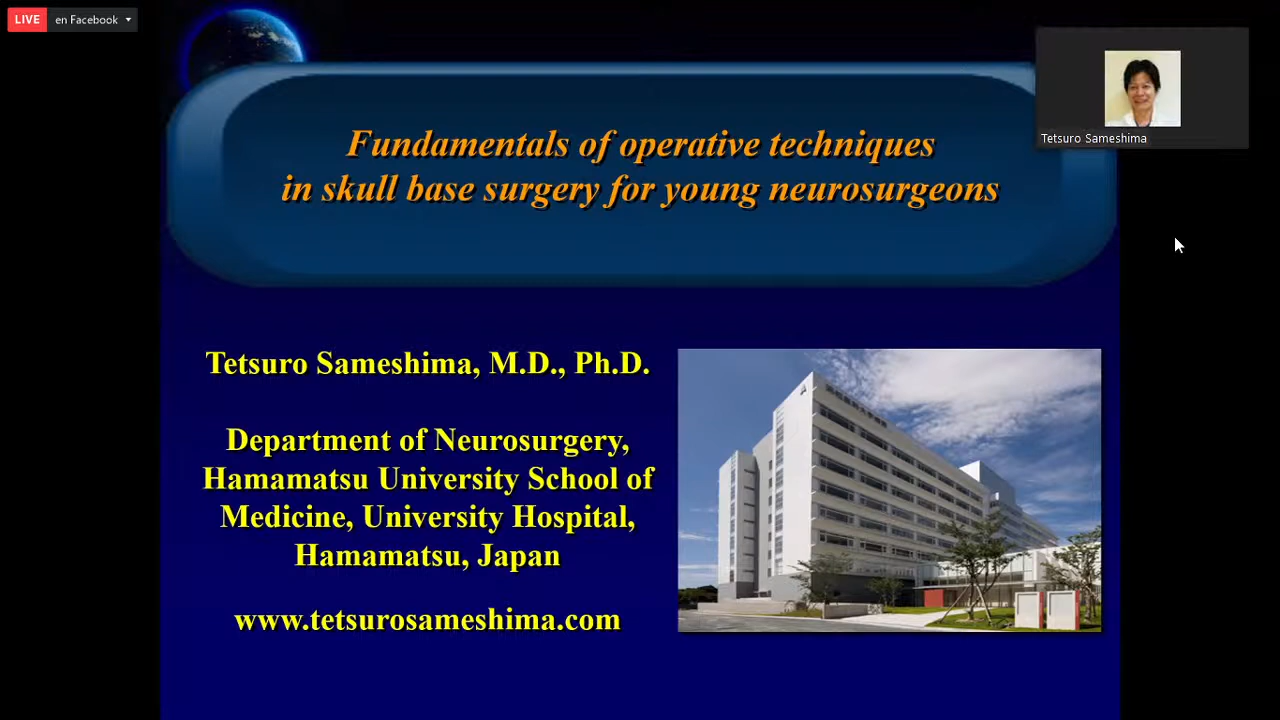 LIVE en Facebook
Fundamentals of operative techniques
in skull base surgery for young neurosurgeons
Tetsuro Sameshima
Tetsuro Sameshima, M.D., Ph.D.
Department of Neurosurgery,
Hamamatsu University School of
Medicine, University Hospital,
Hamamatsu, Japan
www.tetsurosameshima.com